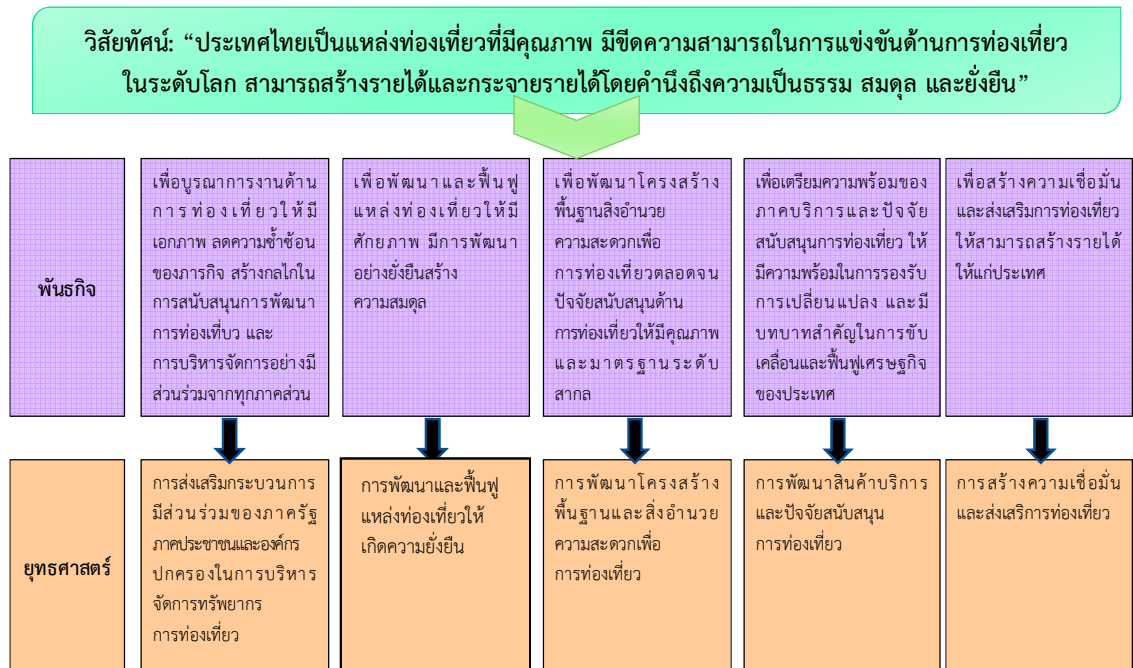 วิสัยทัศน์: “ประเทศไทยเป็นแหล่งท่องเที่ยวที่มีคุณภาพ มีขีดความสามารถในการแข่งขันด้านการท่องเที่ยว
ในระดับโลก สามารถสร้างรายได้และกระจายรายได้โดยคำนึงถึงความเป็นธรรม สมดุล และยั่งยืน”
พันธกิจ
เพื่อบูรณาการงานด้าน
การท่องเที่ยวให้มี
เอกภาพ ลดความซ้ำซ้อน
ของภารกิจ สร้างกลไกใน
การสนับสนุนการพัฒนา
การท่องเที่บว และ
การบริหารจัดการอย่างมี
ส่วนร่วมจากทุกภาคส่วน
เพื่อพัฒนาและฟื้นฟู
แหล่งท่องเที่ยวให้มี
ศักยภาพ มีการพัฒนา
อย่างยั่งยืนสร้าง
ความสมดุล
เพื่อพัฒนาโครงสร้าง
พื้นฐานสิ่งอำนวย
ความสะดวกเพื่อ
การท่องเที่ยวตลอดจน
ปัจจัยสนับสนุนด้าน
การท่องเที่ยวให้มีคุณภาพ
และมาตรฐานระดับ
สากล
เพื่อเตรียมความพร้อมของ
ภาคบริการและปัจจัย
สนับสนุนการท่องเที่ยว ให้
มีความพร้อมในการรองรับ
การเปลี่ยนแปลง และมี
บทบาทสำคัญในการขับ
เคลื่อนและฟื้นฟูเศรษฐกิจ
ของประเทศ
เพื่อสร้างความเชื่อมั่น
และส่งเสริมการท่องเที่ยว
ให้สามารถสร้างรายได้
ให้แก่ประเทศ
ยุทธศาสตร์
การส่งเสริมกระบวนการ
มีส่วนร่วมของภาครัฐ
ภาคประชาชนและองค์กร
ปกครองในการบริหาร
จัดการทรัพยากร
การท่องเที่ยว
การพัฒนาและฟื้นฟู
แหล่งท่องเที่ยวให้
เกิดความยั่งยืน
การพัฒนาโครงสร้าง
พื้นฐานและสิ่งอำนวย
ความสะดวกเพื่อ
การท่องเที่ยว
การพัฒนาสินค้าบริการ
และปัจจัยสนับสนุน
การท่องเที่ยว
การสร้างความเชื่อมั่น
และส่งเสริการท่องเที่ยว